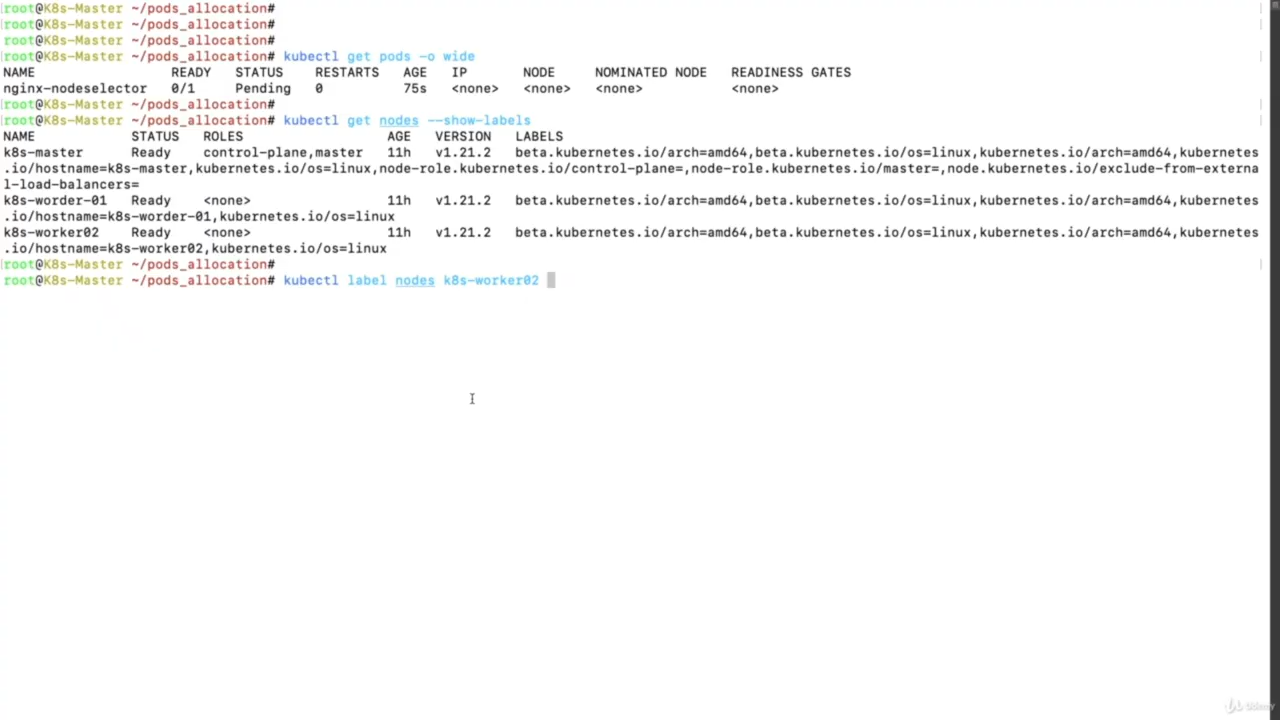 root@K8s-Master ~/pods_allocation#
root@K8s-Master ~/pods_allocation#
root@K8s-Master ~/pods_allocation#
root@K8s-Master ~/pods_allocation# kubectl get pods -o wide
NAME READY STATUS RESTARTS AGE IP NODE NOMINATED NODE READINESS GATES
nginx-nodeselector 0/1 Pending 0 75s <none> <none> <none> <none>
root@K8s-Master ~/pods_allocation#
root@K8s-Master ~/pods_allocation# kubectl get nodes --show-labels
NAME STATUS ROLES AGE VERSION LABELS
k8s-master Ready control-plane,master 11h v1.21.2 beta.kubernetes.io/arch=amd64,beta.kubernetes.io/os=linux,kubernetes.io/arch=amd64,kubernetes
.io/hostname=k8s-master,kubernetes.io/os=linux,node-role.kubernetes.io/control-plane=,node-role.kubernetes.io/master=,node.kubernetes.io/exclude-from-externa
l-load-balancers=
k8s-worder-01 Ready <none> 11h v1.21.2 beta.kubernetes.io/arch=amd64,beta.kubernetes.io/os=linux,kubernetes.io/arch=amd64,kubernetes
.io/hostname=k8s-worder-01,kubernetes.io/os=linux
k8s-worker02 Ready <none> 11h v1.21.2 beta.kubernetes.io/arch=amd64,beta.kubernetes.io/os=linux,kubernetes.io/arch=amd64,kubernetes
.io/hostname=k8s-worker02,kubernetes.io/os=linux
root@K8s-Master ~/pods_allocation#
root@K8s-Master ~/pods_allocation# kubectl label nodes k8s-worker02
Udemy